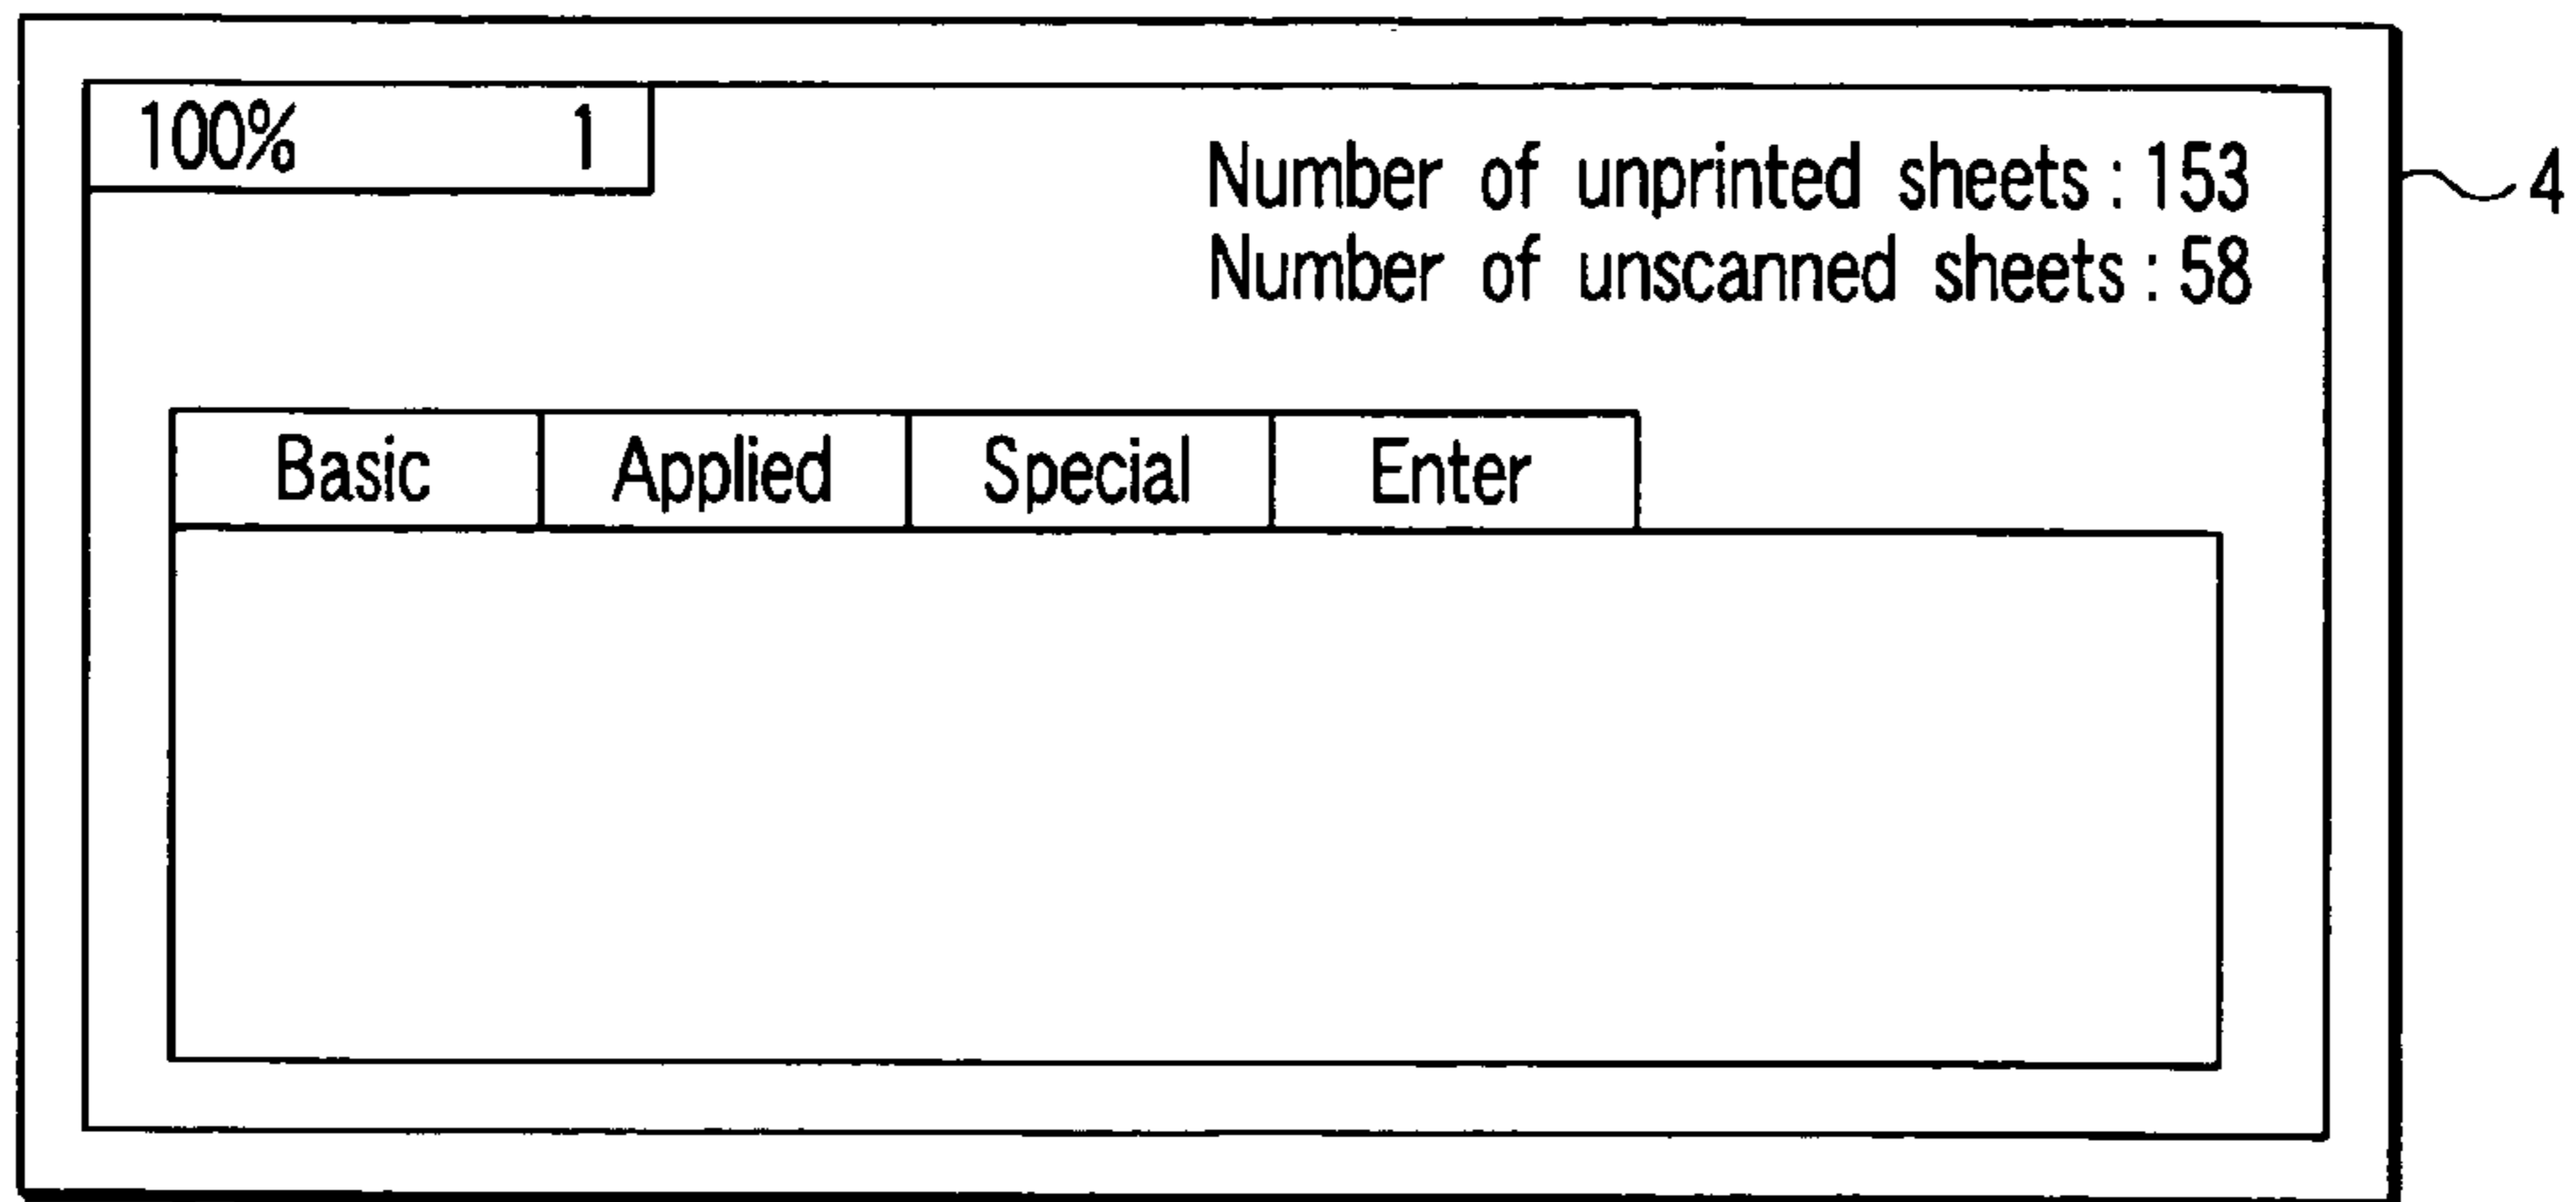 100% 1
Number of unprinted sheets : 153
4
Number of unscanned sheets : 58
Basic Applied Special Enter